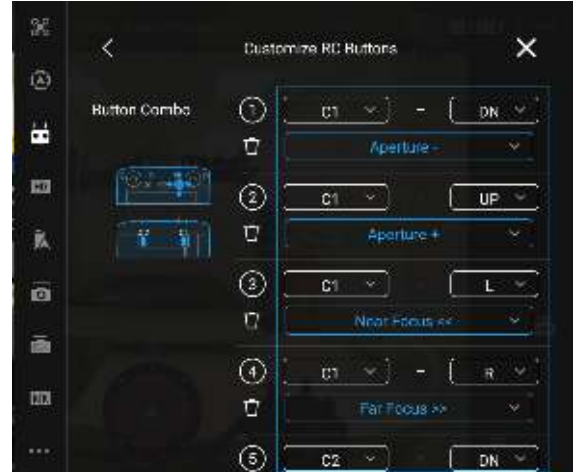 Customize RC Buttons
Button Combo
1 C1 - DN
Aperture -
2 C1 - UP
Aperture +
HD
3 C1 - L
Near Focus <<
4 C1 - R
Far Focus >>
5 C2 - DN